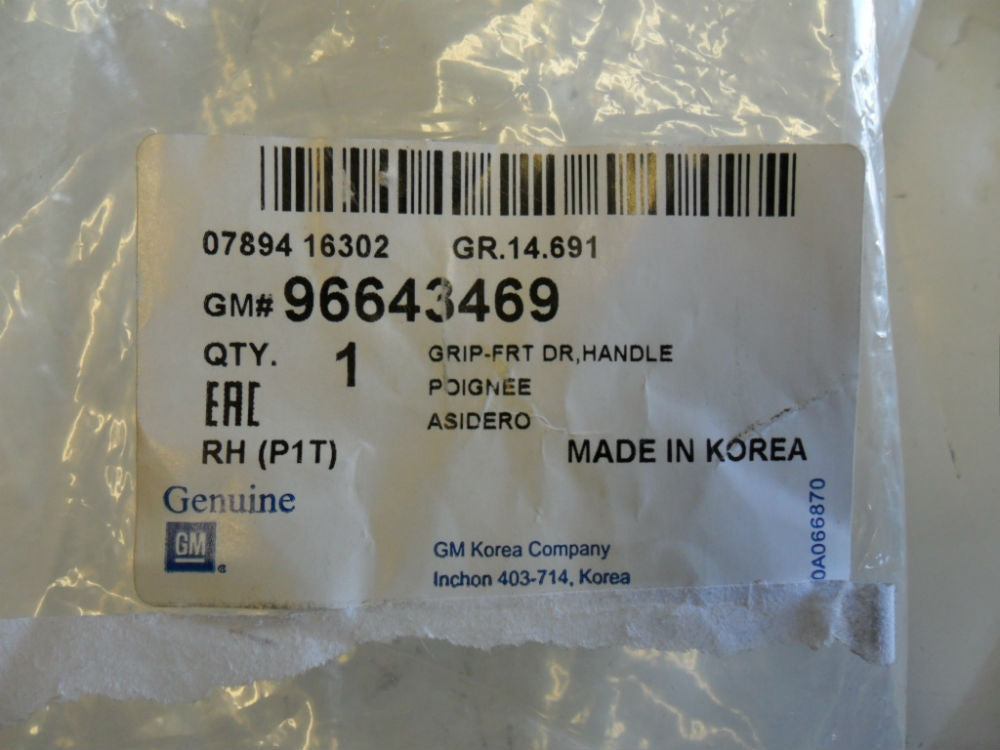 07894 16302 GR.14.691
GM# 96643469
QTY. 1 GRIP-FRT DR,HANDLE
POIGNEE
EAC
ASIDERO
RH (P1T) MADE IN KOREA
Genuine
GM
GM Korea Company
Inchon 403-714, Korea
0A066870